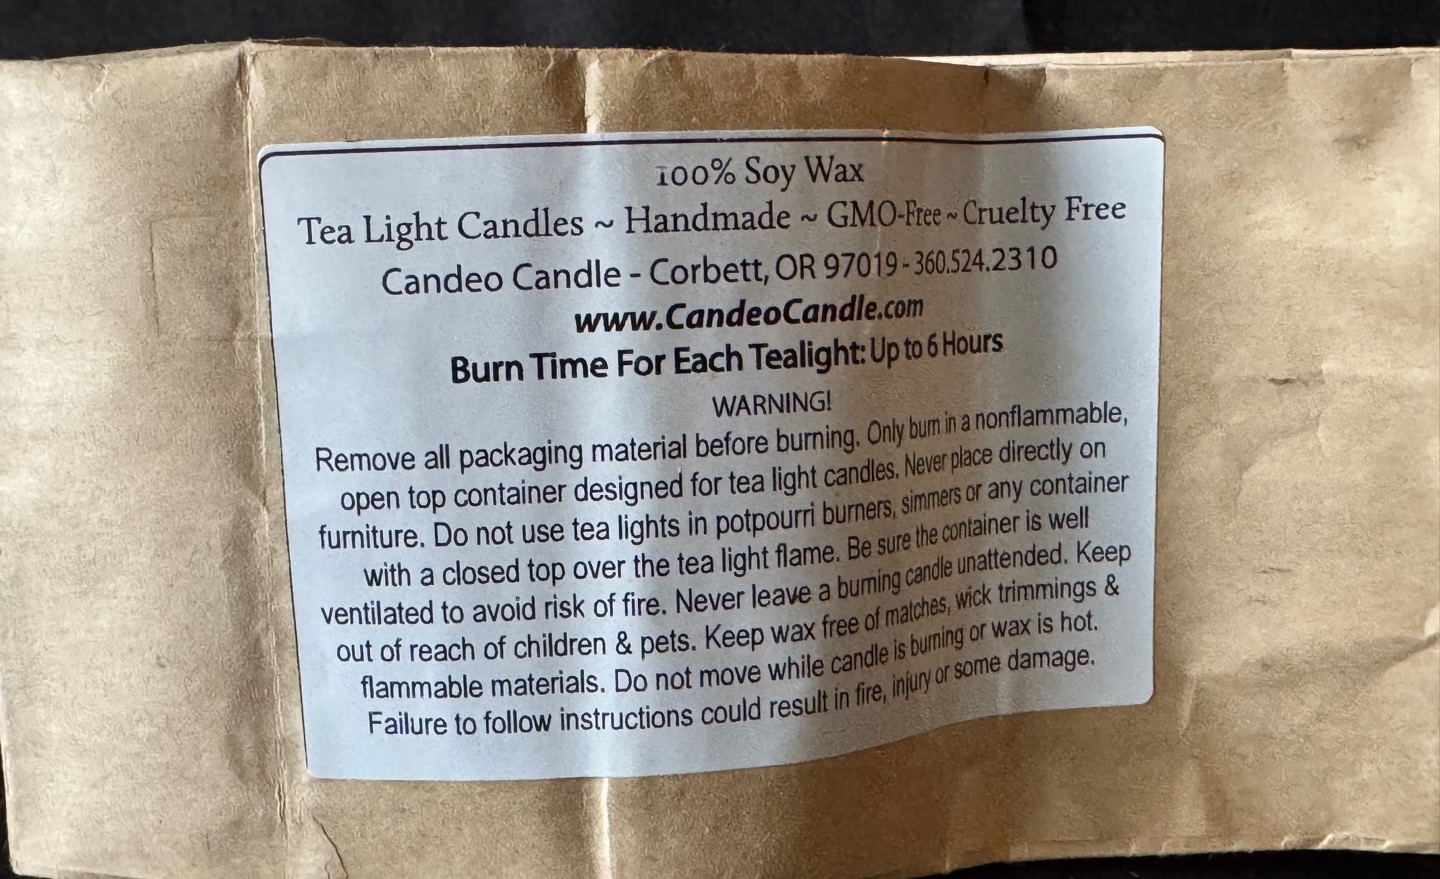 100% Soy Wax
Tea Light Candles ~ Handmade ~ GMO-Free ~ Cruelty Free
Candeo Candle - Corbett, OR 97019 - 360.524.2310
www.CandeoCandle.com
Burn Time For Each Tealight: Up to 6 Hours
WARNING!
Remove all packaging material before burning. Only burn in a nonflammable,
open top container designed for tea light candles. Never place directly on
furniture. Do not use tea lights in potpourri burners, simmers or any container
with a closed top over the tea light flame. Be sure the container is well
ventilated to avoid risk of fire. Never leave a burning candle unattended. Keep
out of reach of children & pets. Keep wax free of matches, wick trimmings &
flammable materials. Do not move while candle is burning or wax is hot.
Failure to follow instructions could result in fire, injury or some damage.